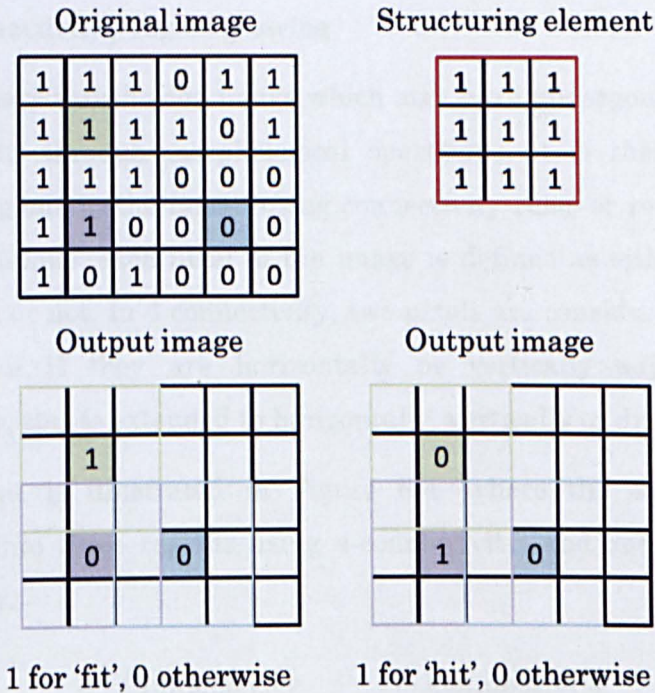 Original image
Structuring element
1 1 1 0 1 1
1 1 1 1 0 1
1 1 1 0 0 0
1 1 0 0 0 0
1 0 1 0 0 0
1 1 1
1 1 1
1 1 1
Output image
Output image
1
0 0
0
1 0
1 for 'fit', 0 otherwise
1 for 'hit', 0 otherwise